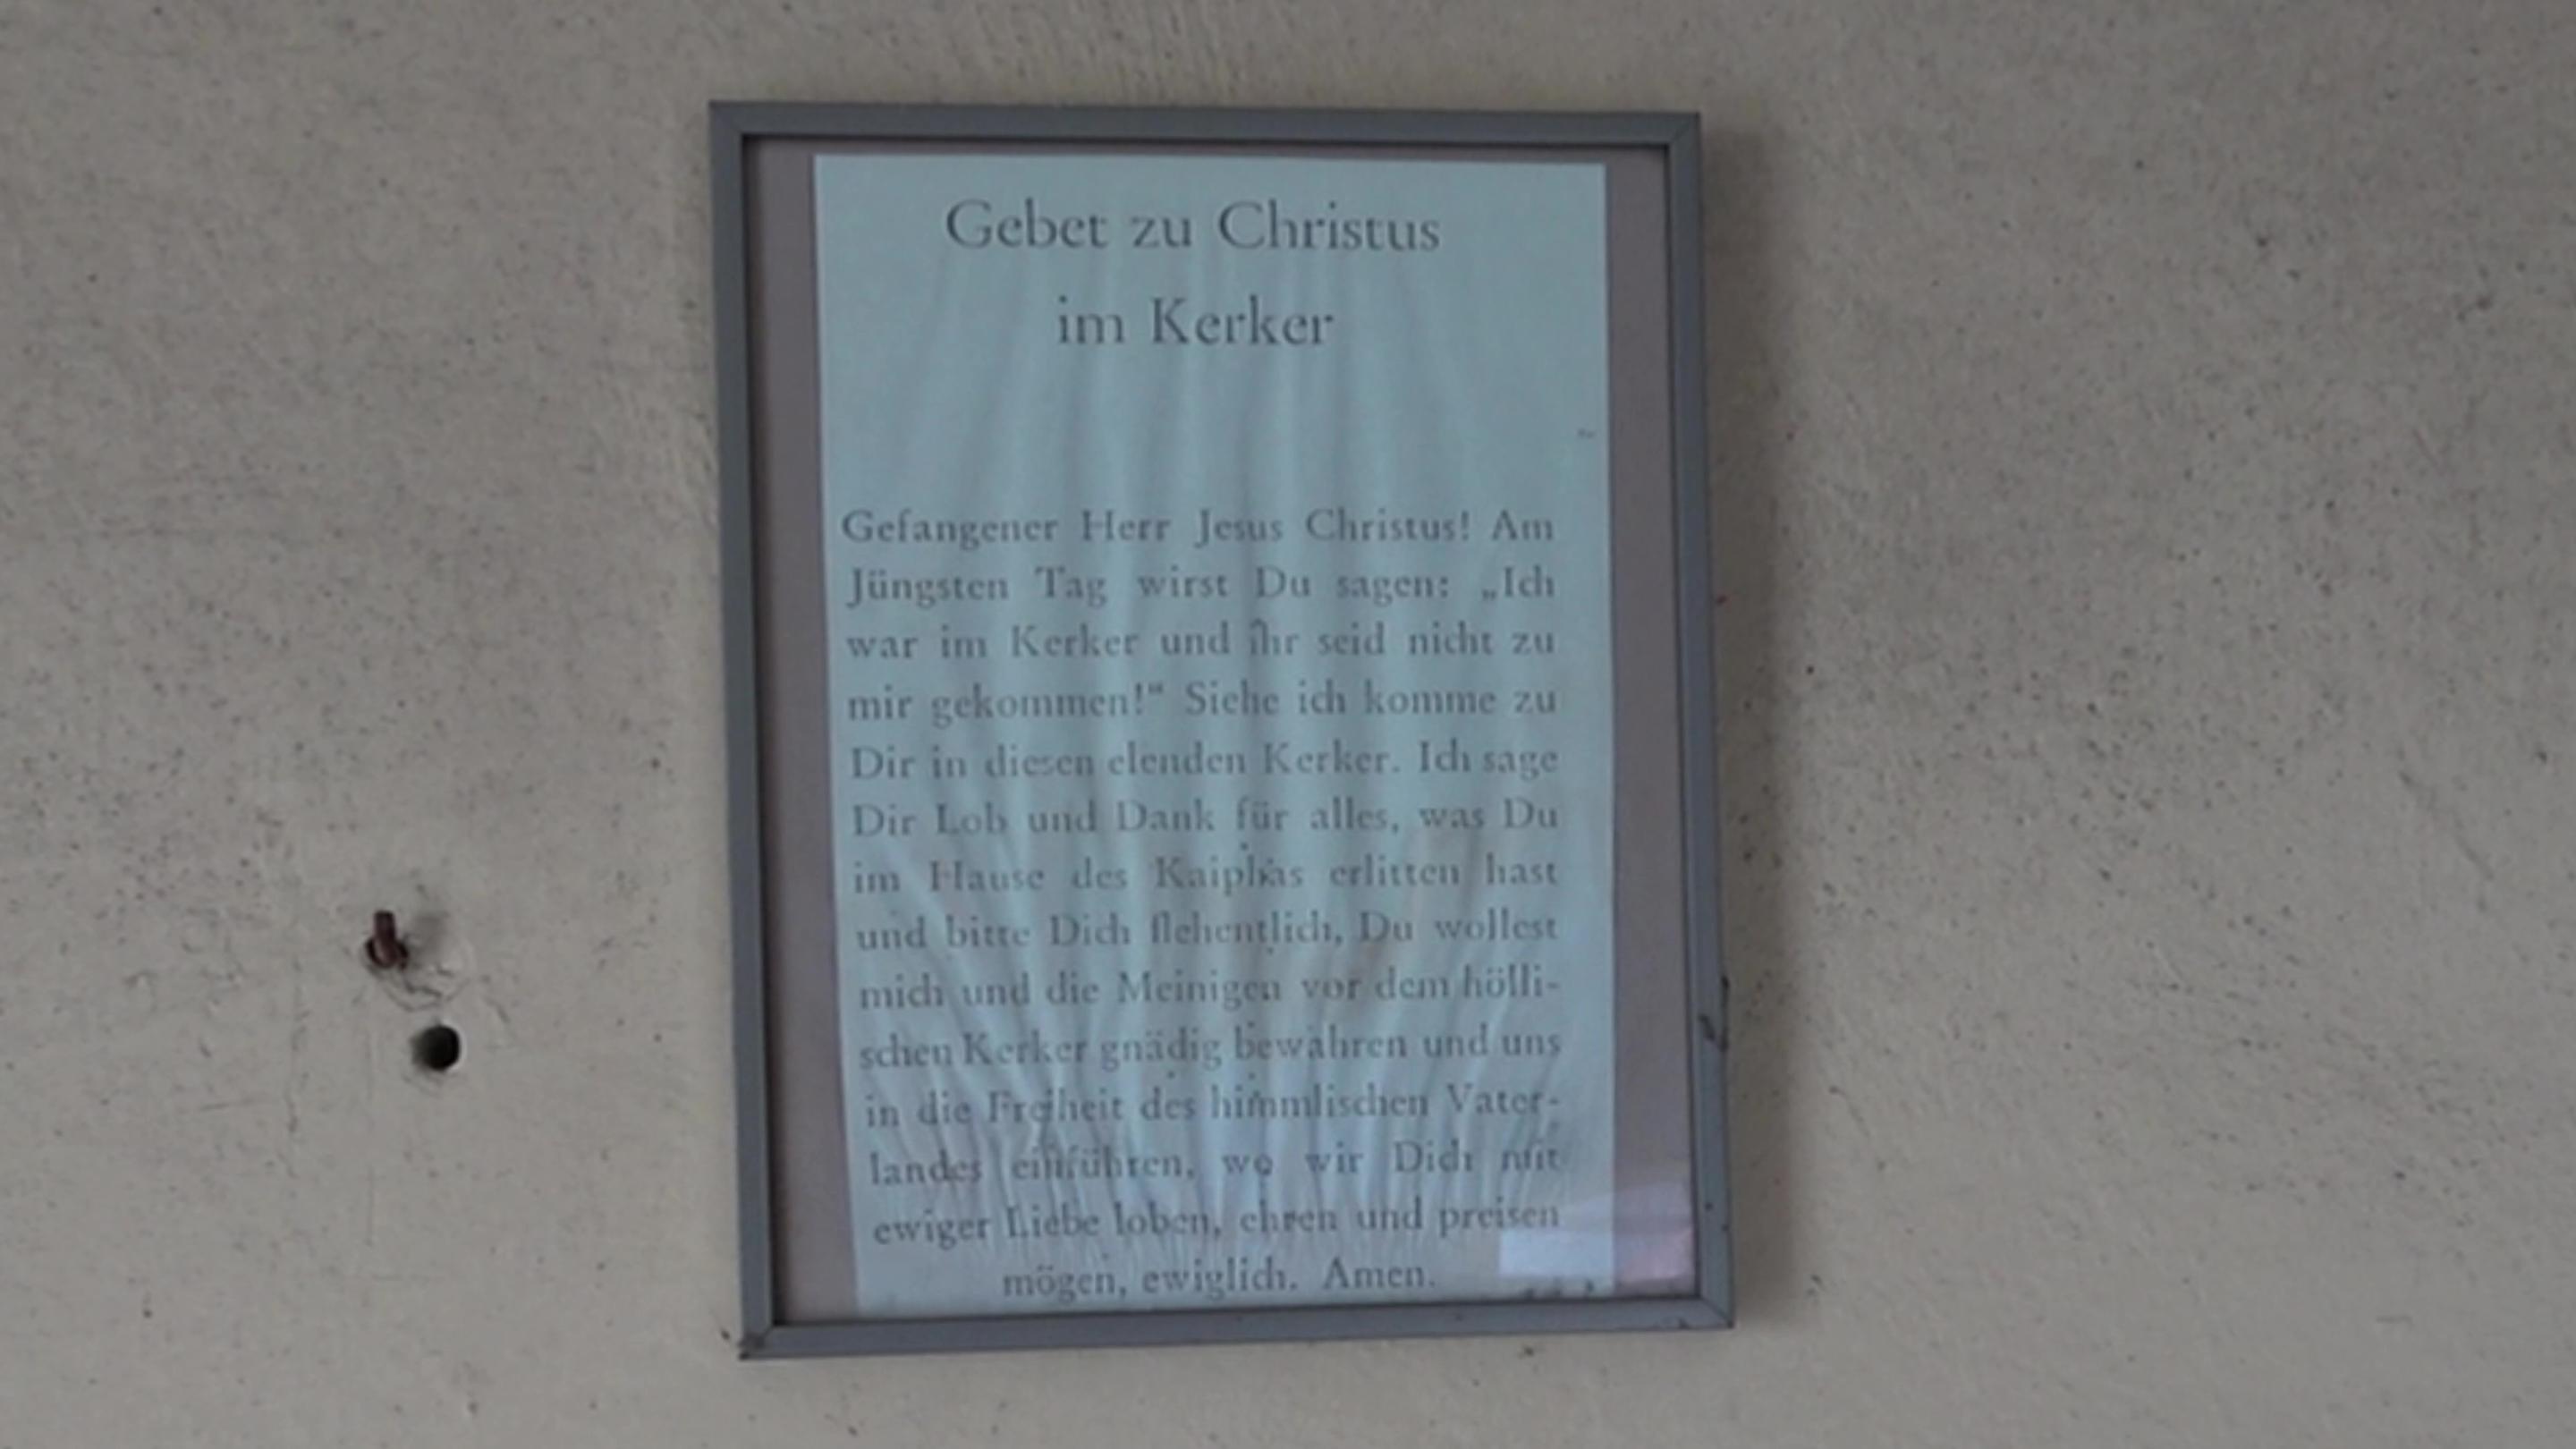 Gebet zu Christus
im Kerker
Gefangener Herr Jesus Christus! Am
Jüngsten Tag wirst Du sagen: „Ich
war im Kerker und ihr seid nicht zu
mir gekommen!“ Siehe ich komme zu
Dir in diesen elenden Kerker. Ich sage
Dir Lob und Dank für alles, was Du
im Hause des Kaiphas erlitten hast
und bitte Dich flehentlich, Du wollest
mich und die Meinigen vor dem hölli-
schen Kerker gnädig bewahren und uns
in die Freiheit des himmlischen Vater-
landes einführen, wo wir Dich mit
ewiger Liebe loben, ehren und preisen
mögen, ewiglich. Amen.